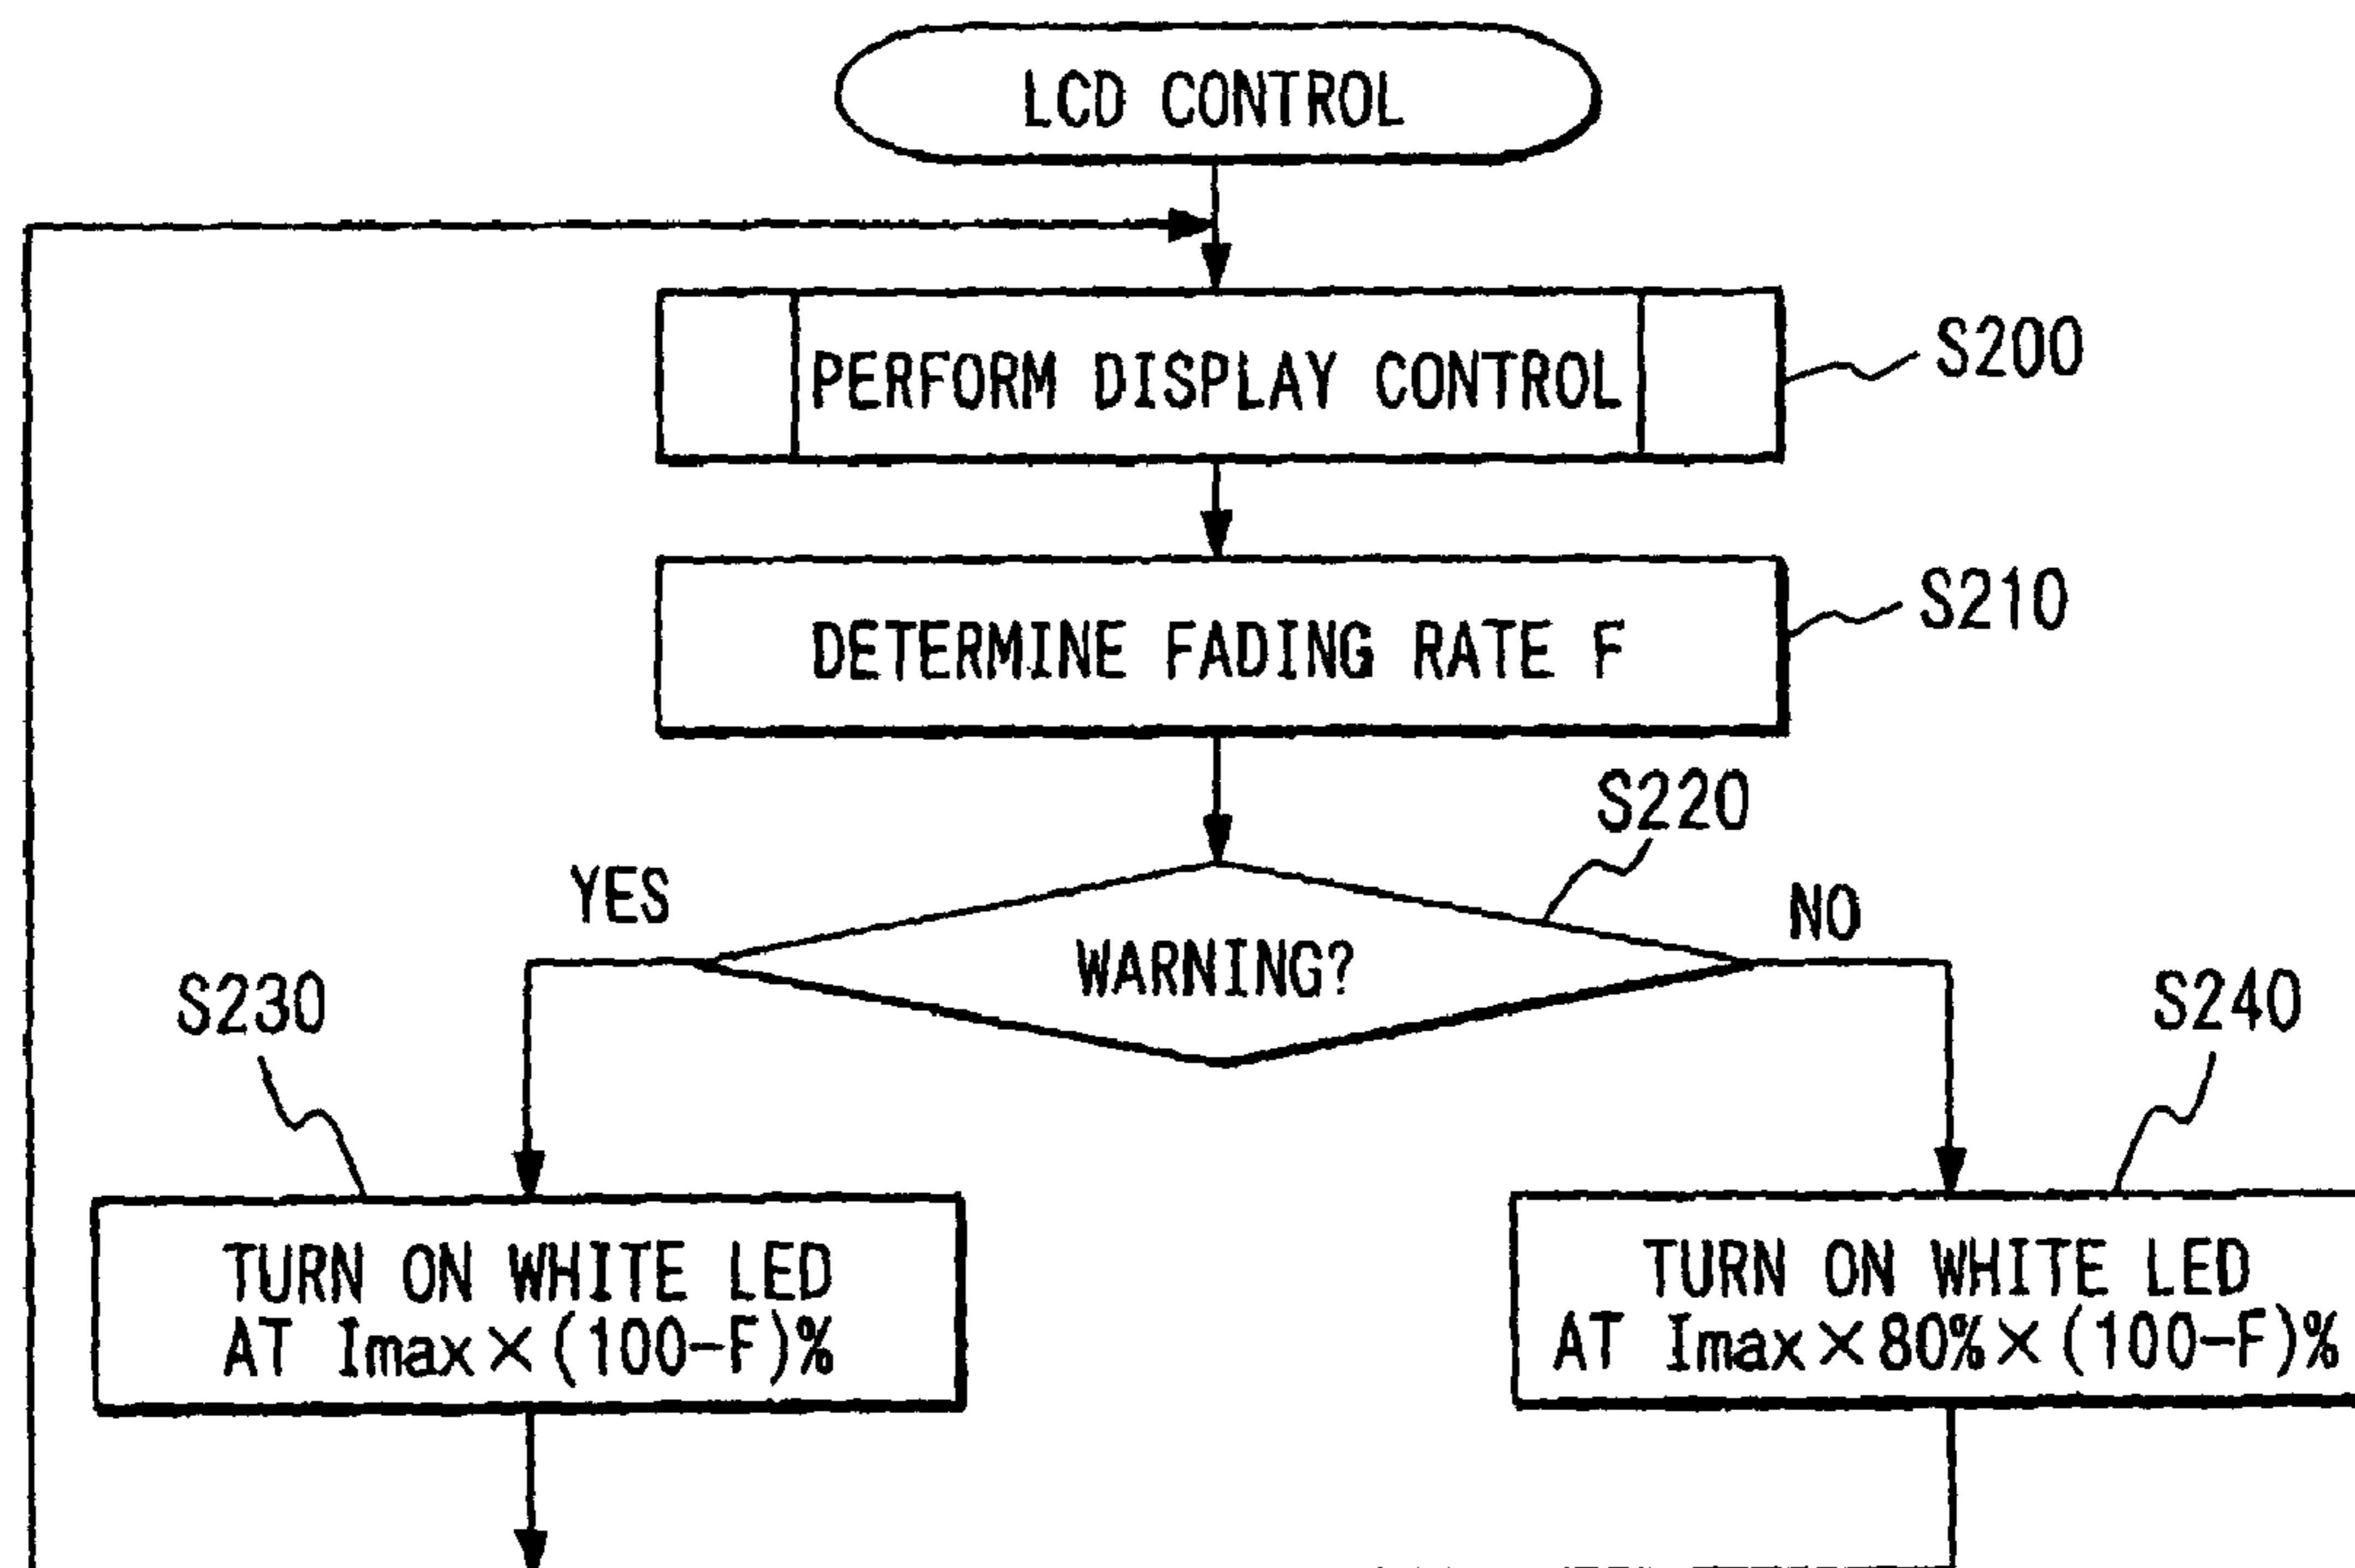 LCD CONTROL
PERFORM DISPLAY CONTROL
S200
DETERMINE FADING RATE F
S210
S220
YES
WARNING?
NO
S230
S240
TURN ON WHITE LED
AT Imax×(100-F)%
TURN ON WHITE LED
AT Imax×80%×(100-F)%